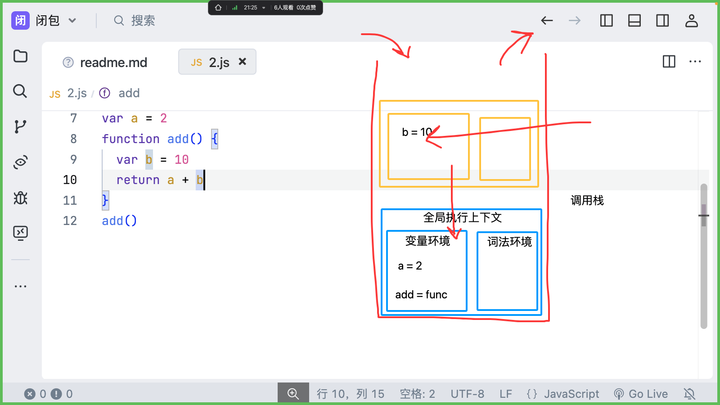 21:25 6人观看 0次点赞
闭 闭包 搜索
readme.md JS 2.js
JS 2.js / add
7 var a = 2
8 function add() {
9 var b = 10
10 return a + b
11 }
12 add()
b = 10
调用栈
全局执行上下文
变量环境 词法环境
a = 2
add = func
0 0 行 10，列 15 空格: 2 UTF-8 LF {} JavaScript Go Live